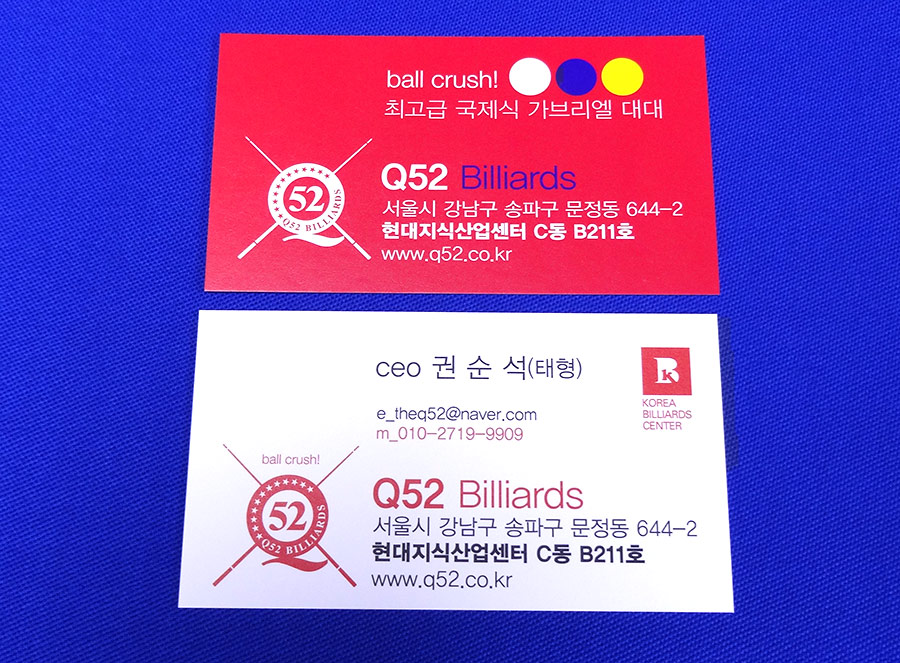 ball crush!
최고급 국제식 가브리엘 대대
52
Q52 BILLIARDS
Q52 Billiards
서울시 강남구 송파구 문정동 644-2
현대지식산업센터 C동 B211호
www.q52.co.kr
ceo 권 순 석(태형)
e_theq52@naver.com
m_010-2719-9909
BK
KOREA
BILLIARDS
CENTER
ball crush!
52
Q52 BILLIARDS
Q52 Billiards
서울시 강남구 송파구 문정동 644-2
현대지식산업센터 C동 B211호
www.q52.co.kr